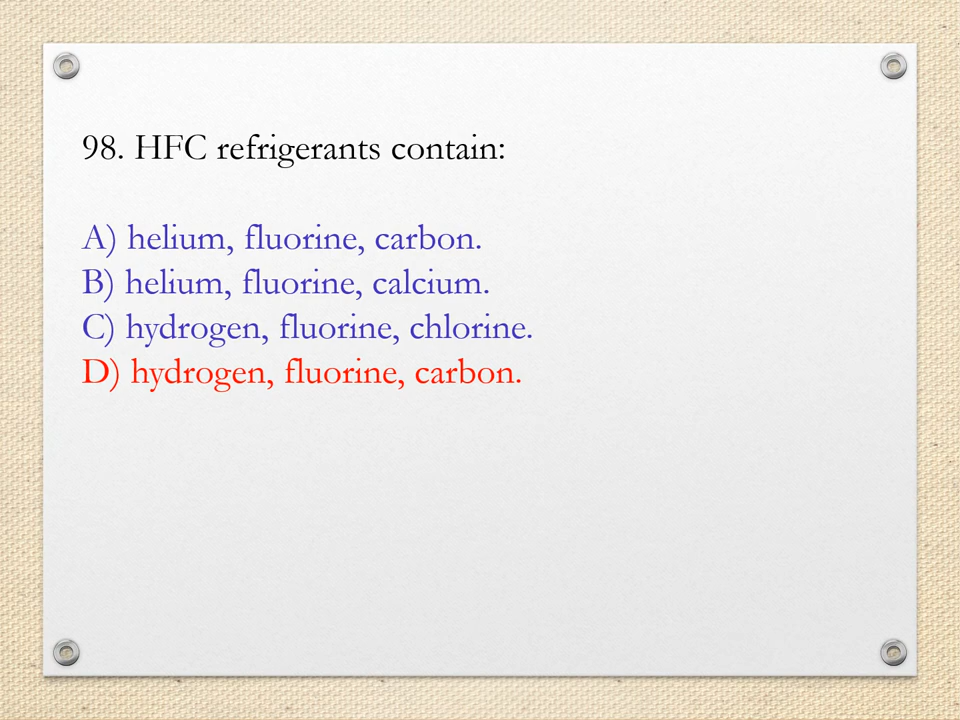 98. HFC refrigerants contain:
A) helium, fluorine, carbon.
B) helium, fluorine, calcium.
C) hydrogen, fluorine, chlorine.
D) hydrogen, fluorine, carbon.